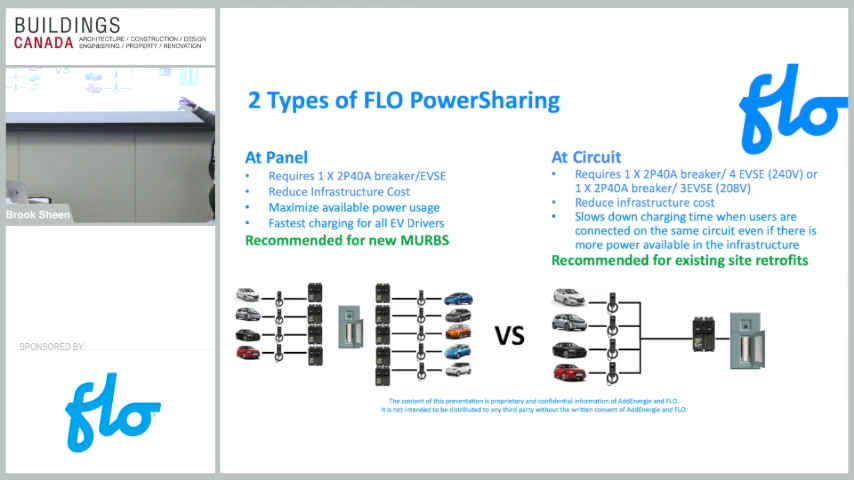 BUILDINGS
CANADA
ARCHITECTURE / CONSTRUCTION / DESIGN
ENGINEERING / PROPERTY / RENOVATION
VS
Brook Sheen
SPONSORED BY:
flo
2 Types of FLO PowerSharing
flo
At Panel
• Requires 1 X 2P40A breaker/EVSE
• Reduce Infrastructure Cost
• Maximize available power usage
• Fastest charging for all EV Drivers
Recommended for new MURBS
At Circuit
• Requires 1 X 2P40A breaker/ 4 EVSE (240V) or
1 X 2P40A breaker/ 3EVSE (208V)
• Reduce infrastructure cost
• Slows down charging time when users are
connected on the same circuit even if there is
more power available in the infrastructure
Recommended for existing site retrofits
VS
The content of this presentation is proprietary and confidential information of AddEnergie and FLO.
It is not intended to be distributed to any third party without the written consent of AddEnergie and FLO.